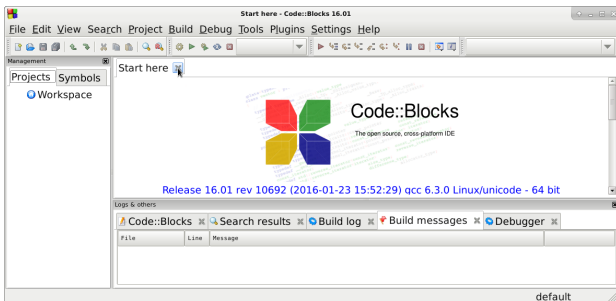 Start here - Code::Blocks 16.01
File Edit View Search Project Build Debug Tools Plugins Settings Help
Management
Projects Symbols
Workspace
Start here
Code::Blocks
The open source, cross-platform IDE
Release 16.01 rev 10692 (2016-01-23 15:52:29) gcc 6.3.0 Linux/unicode - 64 bit
Logs & others
Code::Blocks Search results Build log Build messages Debugger
File Line Message
default